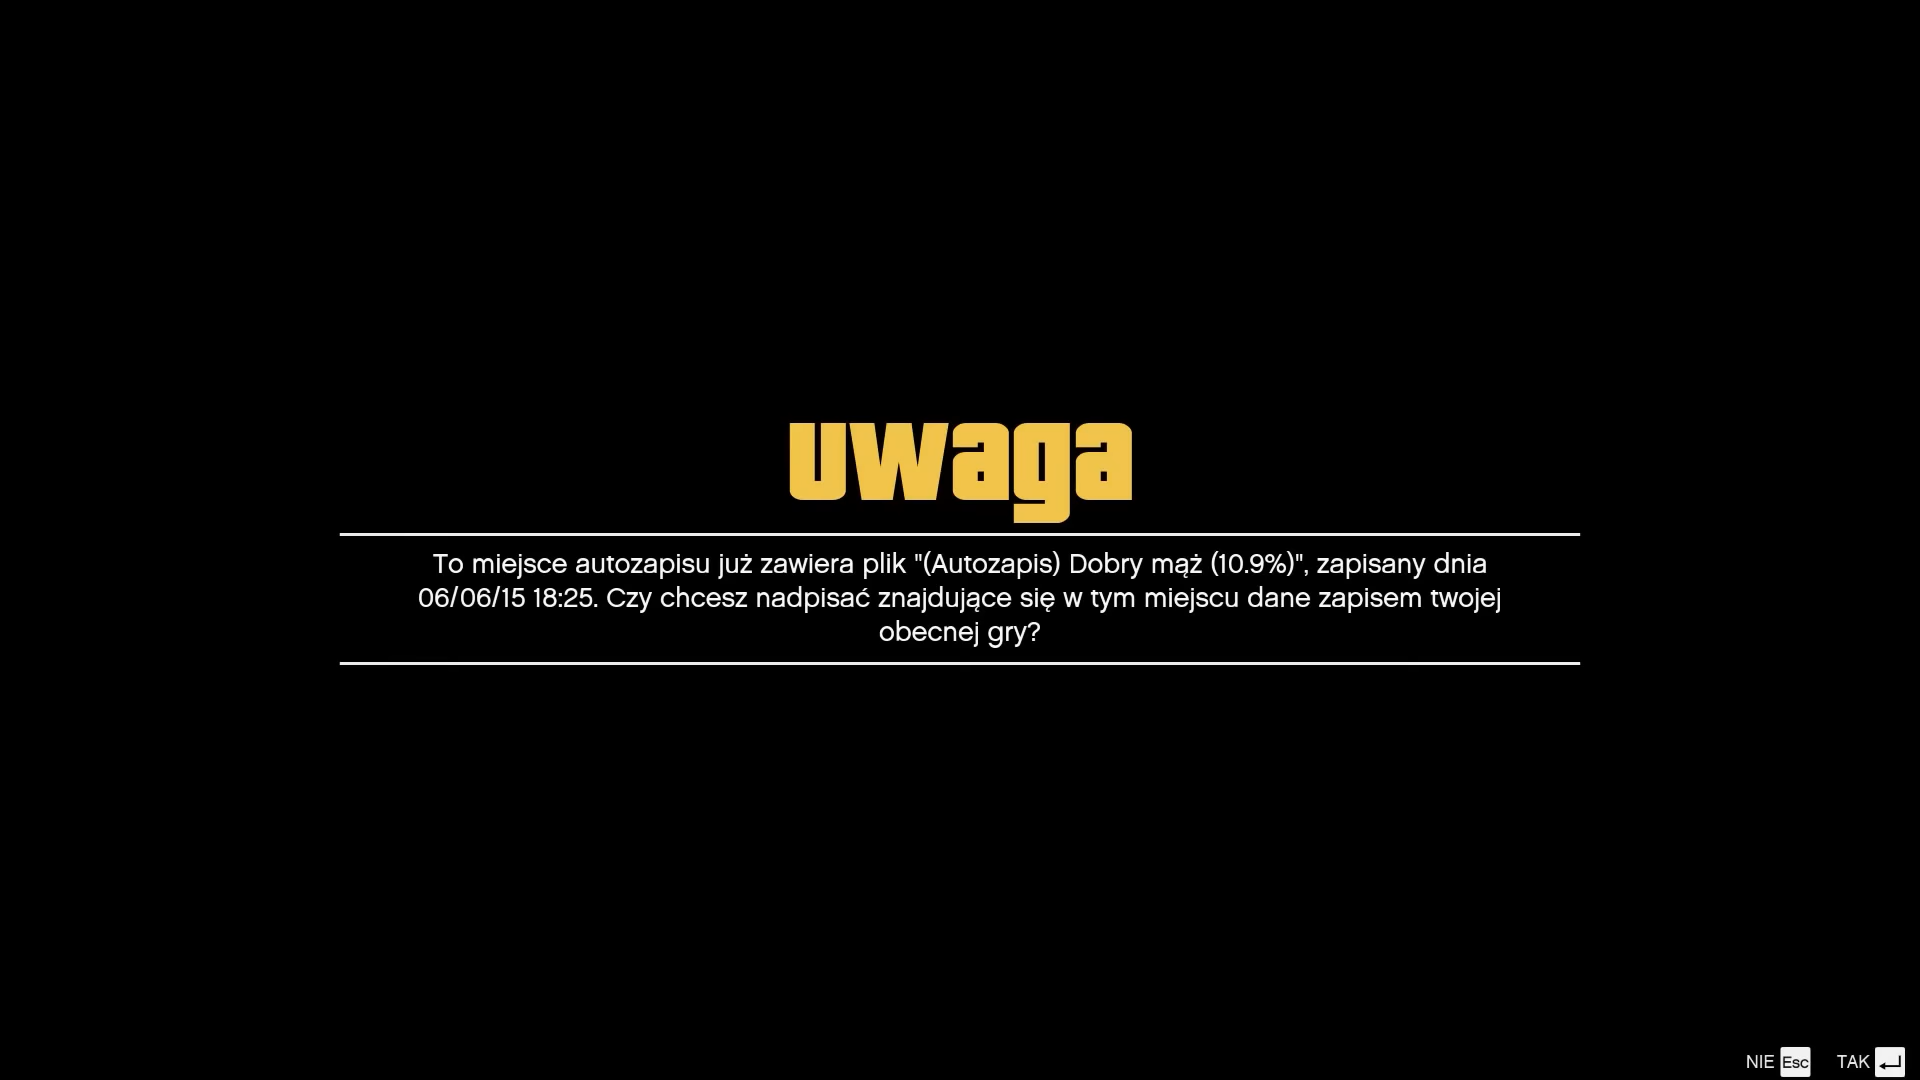 uwaga
To miejsce autozapisu już zawiera plik "(Autozapis) Dobry mąż (10.9%)", zapisany dnia
06/06/15 18:25. Czy chcesz nadpisać znajdujące się w tym miejscu dane zapisem twojej
obecnej gry?
NIE Esc TAK